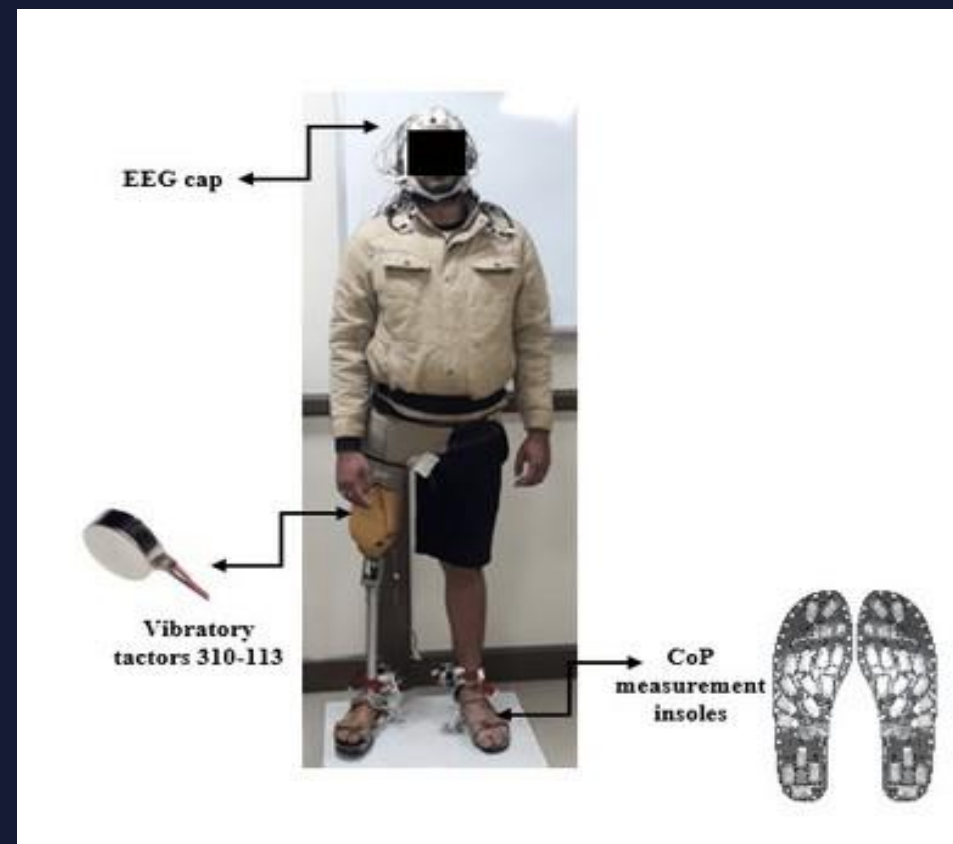 EEG cap
Vibratory
tactors 310-113
CoP
measurement
insoles